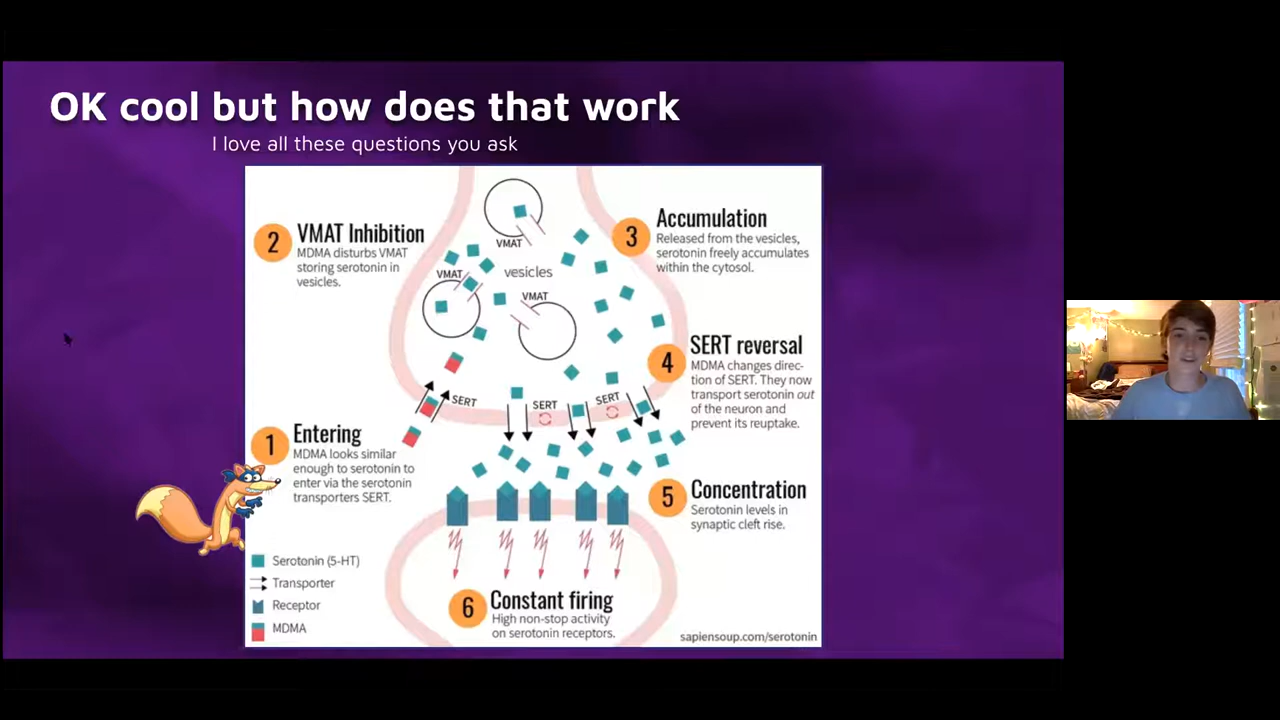 OK cool but how does that work
I love all these questions you ask
2
VMAT Inhibition
MDMA disturbs VMAT
storing serotonin in
vesicles.
VMAT
VMAT
vesicles
VMAT
3
Accumulation
Released from the vesicles,
serotonin freely accumulates
within the cytosol.
4
SERT reversal
MDMA changes direc-
tion of SERT. They now
transport serotonin out
of the neuron and
prevent its reuptake.
SERT
SERT
SERT
1
Entering
MDMA looks similar
enough to serotonin to
enter via the serotonin
transporters SERT.
5
Concentration
Serotonin levels in
synaptic cleft rise.
Serotonin (5-HT)
Transporter
Receptor
MDMA
6
Constant firing
High non-stop activity
on serotonin receptors.
sapiensoup.com/serotonin